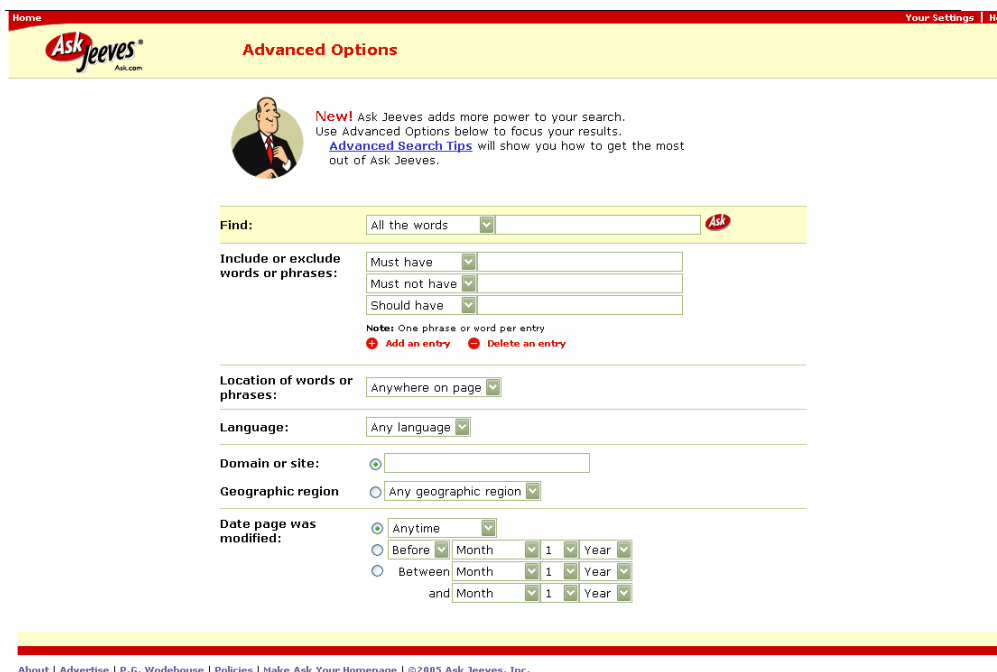 Home Your Settings |
Ask Jeeves®
Ask.com
Advanced Options
New! Ask Jeeves adds more power to your search.
Use Advanced Options below to focus your results.
Advanced Search Tips will show you how to get the most
out of Ask Jeeves.
Find: All the words Ask
Include or exclude
words or phrases:
Must have
Must not have
Should have
Note: One phrase or word per entry
Add an entry Delete an entry
Location of words or
phrases:
Anywhere on page
Language: Any language
Domain or site:
Geographic region Any geographic region
Date page was
modified:
Anytime
Before Month 1 Year
Between Month 1 Year
and Month 1 Year
About | Advertise | P.G. Wodehouse | Policies | Make Ask Your Homepage | ©2005 Ask Jeeves, Inc.